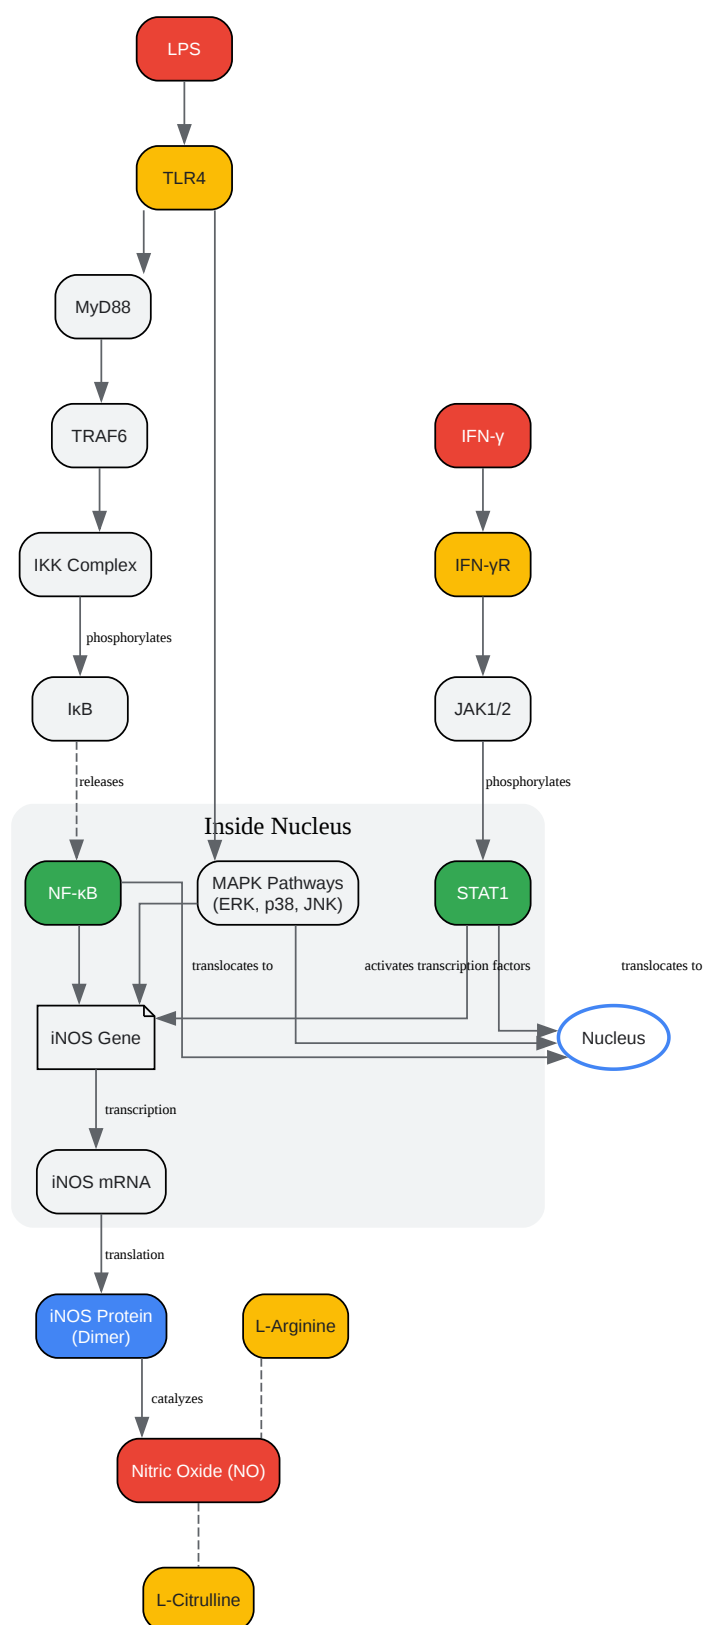 LPS
TLR4
MyD88
TRAF6
IFN-γ
IKK Complex
IFN-γR
phosphorylates
IκB
JAK1/2
releases
phosphorylates
Inside Nucleus
NF-κB
MAPK Pathways
(ERK, p38, JNK)
STAT1
translocates to
activates transcription factors
translocates to
iNOS Gene
Nucleus
transcription
iNOS mRNA
translation
iNOS Protein
(Dimer)
L-Arginine
catalyzes
Nitric Oxide (NO)
L-Citrulline